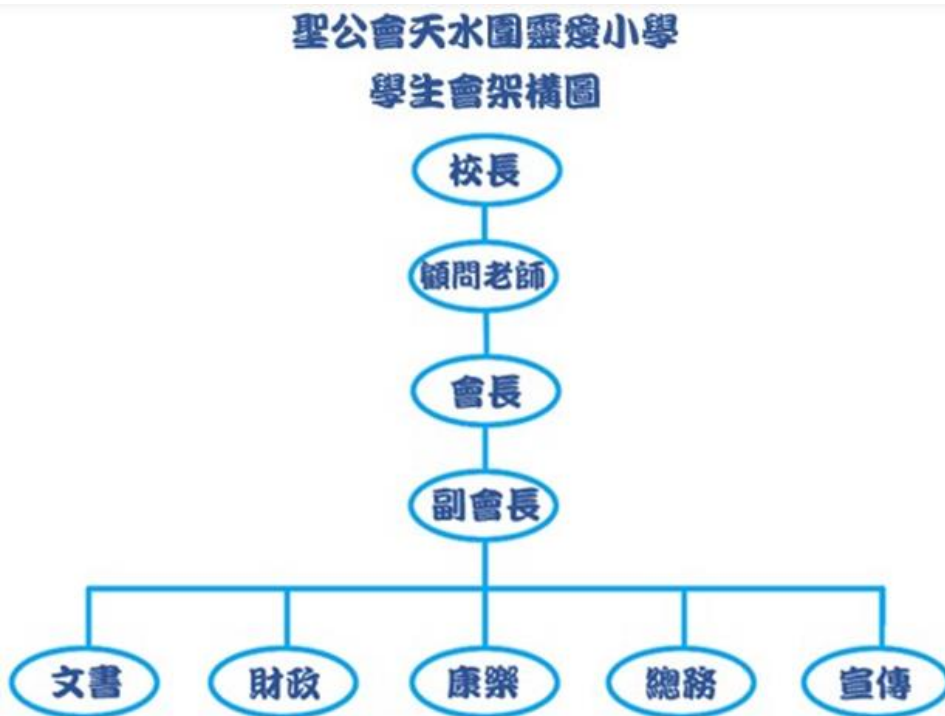 聖公會天水圍靈愛小學
學生會架構圖
校長
顧問老師
會長
副會長
文書
財政
康樂
總務
宣傳